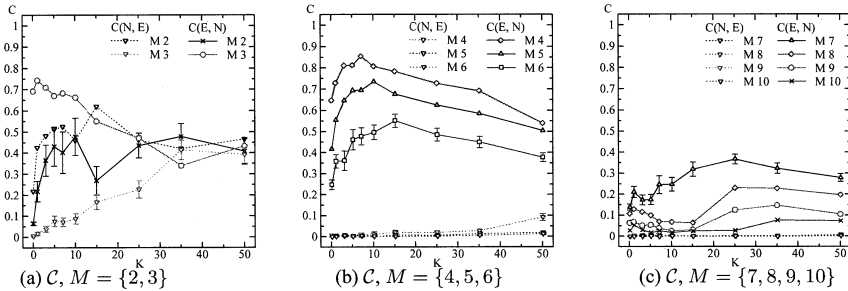 C
C
C
C(N, E) C(E, N)
M 2 M 2
M 3 M 3
C(N, E) C(E, N)
M 4 M 4
M 5 M 5
M 6 M 6
C(N, E) C(E, N)
M 7 M 7
M 8 M 8
M 9 M 9
M 10 M 10
1
0.9
0.8
0.7
0.6
0.5
0.4
0.3
0.2
0.1
0
0 10 20 30 40 50
K
1
0.9
0.8
0.7
0.6
0.5
0.4
0.3
0.2
0.1
0
0 10 20 30 40 50
K
1
0.9
0.8
0.7
0.6
0.5
0.4
0.3
0.2
0.1
0
0 10 20 30 40 50
K
(a) C, M = {2, 3}
(b) C, M = {4, 5, 6}
(c) C, M = {7, 8, 9, 10}